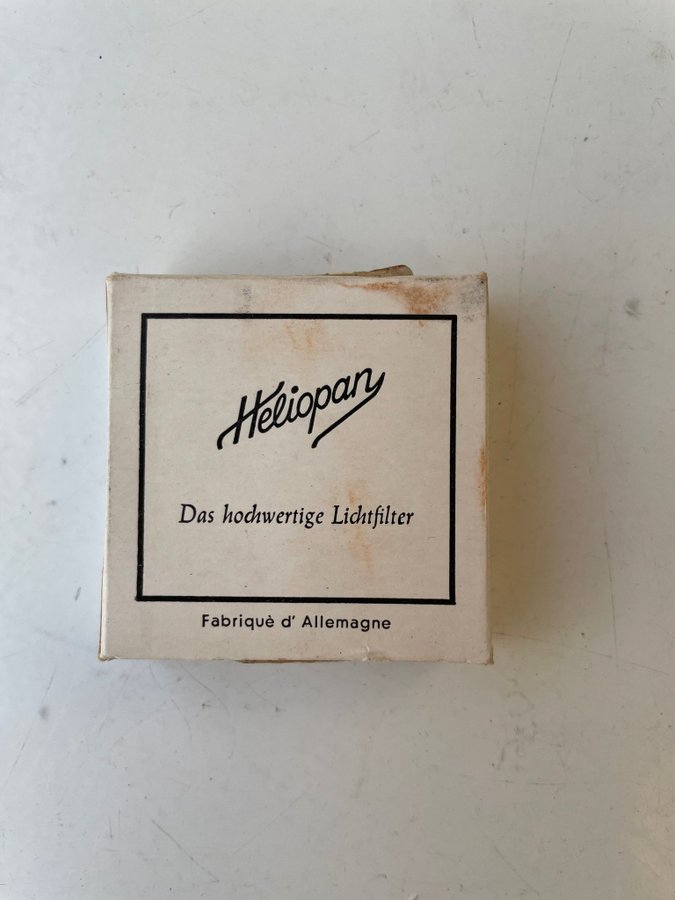 Heliopan
Das hochwertige Lichtfilter
Fabriquè d' Allemagne